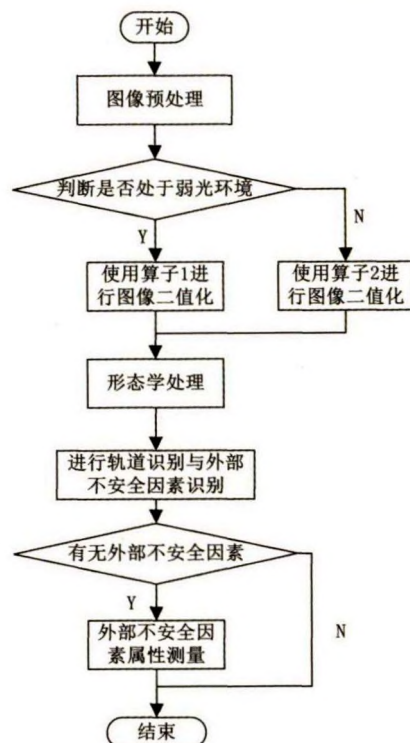 开始
图像预处理
判断是否处于弱光环境
Y
N
使用算子1进
行图像二值化
使用算子2进
行图像二值化
形态学处理
进行轨道识别与外部
不安全因素识别
有无外部不安全因素
Y
N
外部不安全因
素属性测量
结束